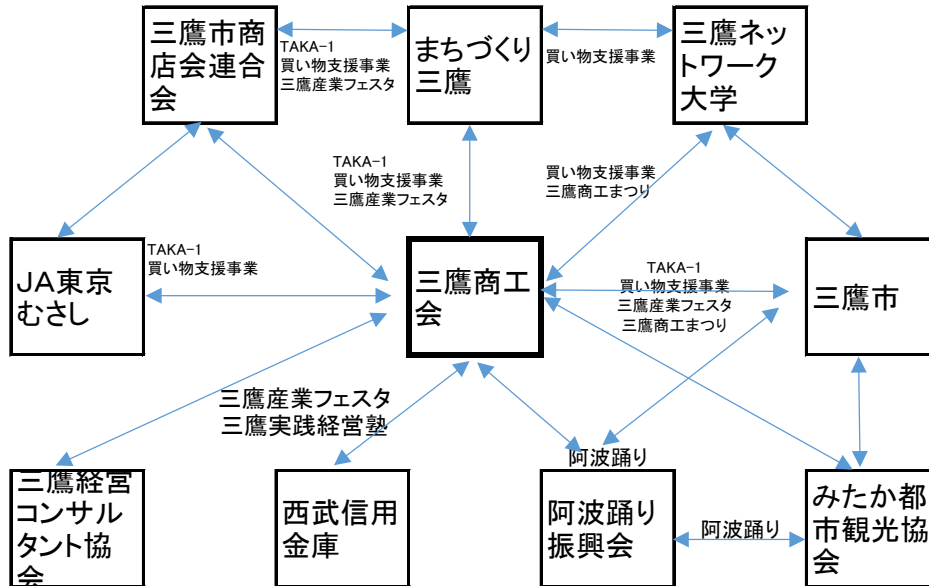 三鷹市商
店会連合
会
TAKA-1
買い物支援事業
三鷹産業フェスタ
まちづくり
三鷹
買い物支援事業
三鷹ネッ
トワーク
大学
TAKA-1
買い物支援事業
三鷹産業フェスタ
買い物支援事業
三鷹商工まつり
JA東京
むさし
TAKA-1
買い物支援事業
三鷹商工
会
TAKA-1
買い物支援事業
三鷹産業フェスタ
三鷹商工まつり
三鷹市
三鷹産業フェスタ
三鷹実践経営塾
阿波踊り
三鷹経営
コンサル
タント協
会
西武信用
金庫
阿波踊り
振興会
阿波踊り
みたか都
市観光協
会